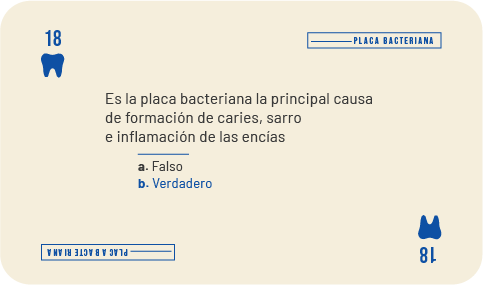 18
PLACA BACTERIANA
Es la placa bacteriana la principal causa
de formación de caries, sarro
e inflamación de las encías
a. Falso
b. Verdadero
PLACA BACTERIANA
18